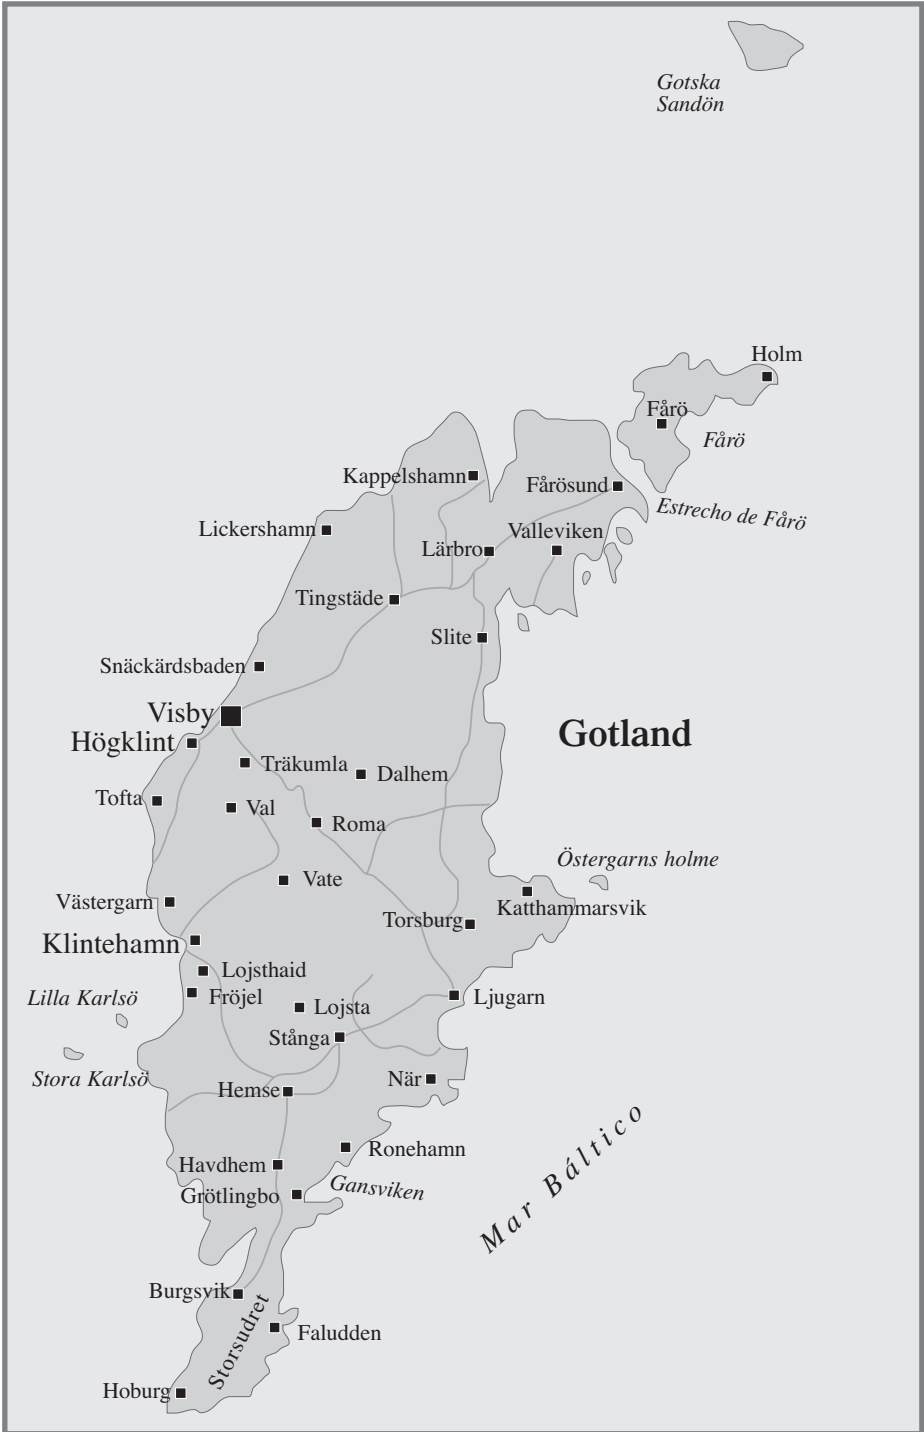 Gotska
Sandön
Holm
Fårö
Fårö
Kappelshamn
Fårösund
Estrecho de Fårö
Lickershamn
Valleviken
Lärbro
Tingstäde
Slite
Snäckärdsbaden
Visby
Gotland
Högklint
Träkumla
Dalhem
Tofta
Val
Roma
Östergarns holme
Vate
Västergarn
Katthammarsvik
Torsburg
Klintehamn
Lojsthaid
Lilla Karlsö
Fröjel
Ljugarn
Lojsta
Stånga
Stora Karlsö
När
Hemse
Mar Báltico
Ronehamn
Havdhem
Gansviken
Grötlingbo
Burgsvik
Storsudret
Faludden
Hoburg